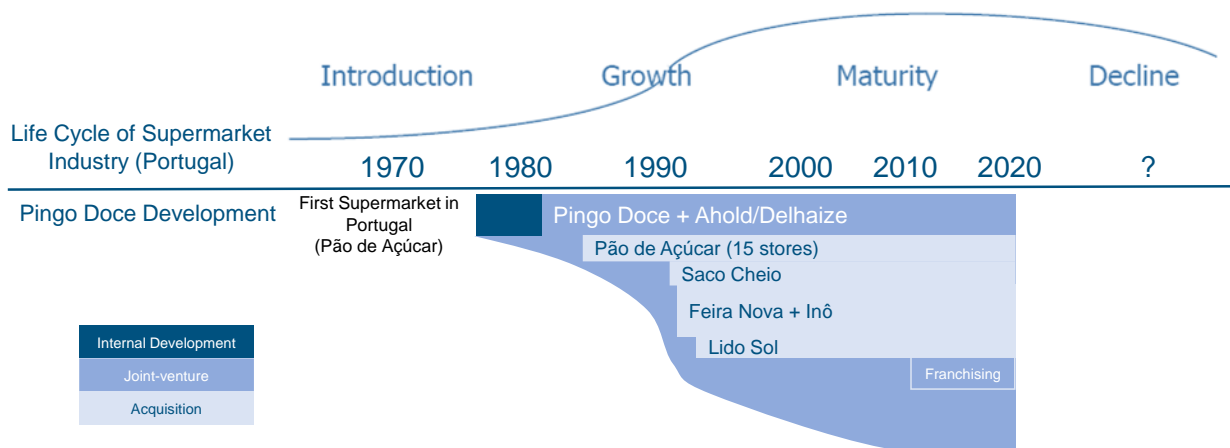 Introduction
Growth
Maturity
Decline
Life Cycle of Supermarket
Industry (Portugal)
1970
1980
1990
2000
2010
2020
?
Pingo Doce Development
First Supermarket in
Portugal
(Pão de Açúcar)
Pingo Doce + Ahold/Delhaize
Pão de Açúcar (15 stores)
Saco Cheio
Feira Nova + Inô
Lido Sol
Franchising
Internal Development
Joint-venture
Acquisition